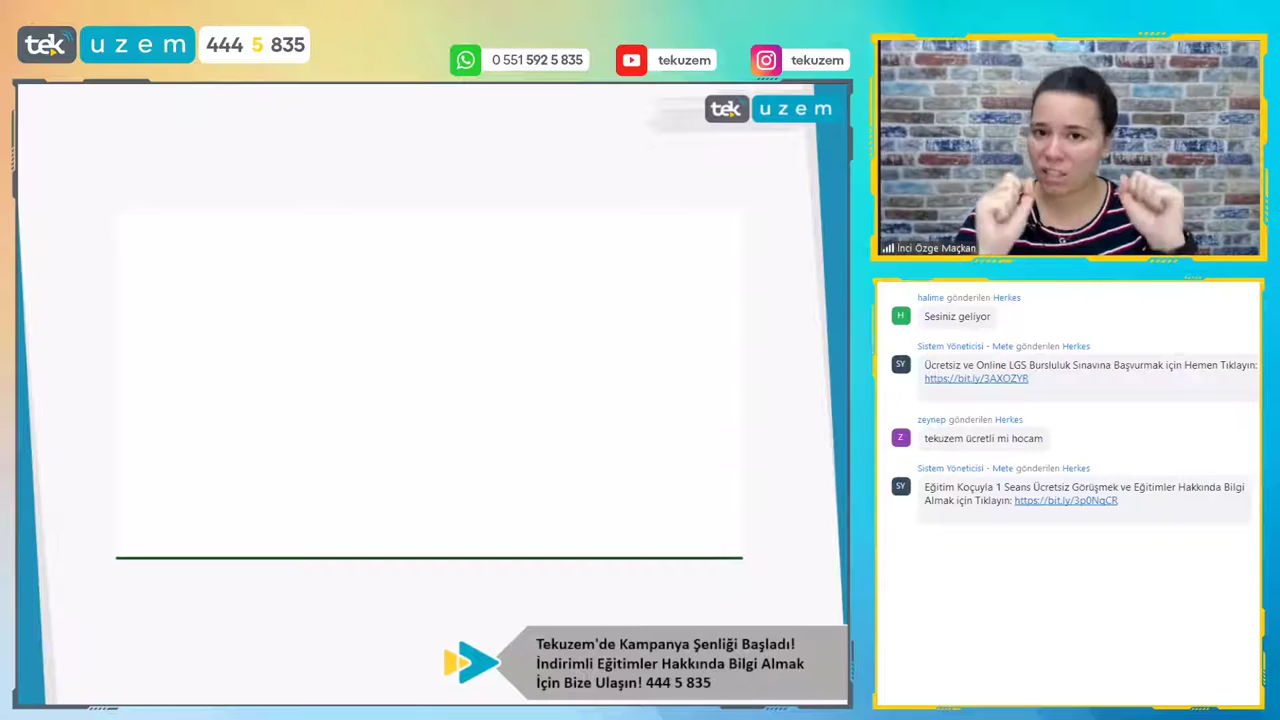 tek uzem 444 5 835
0 551 592 5 835
tekuzem
tekuzem
tek uzem
İnci Özge Maçkan
halime gönderilen Herkes
H
Sesiniz geliyor
Sistem Yöneticisi - Mete gönderilen Herkes
SY
Ücretsiz ve Online LGS Bursluluk Sınavına Başvurmak için Hemen Tıklayın:
https://bit.ly/3AXOZYR
zeynep gönderilen Herkes
Z
tekuzem ücretli mi hocam
Sistem Yöneticisi - Mete gönderilen Herkes
SY
Eğitim Koçuyla 1 Seans Ücretsiz Görüşmek ve Eğitimler Hakkında Bilgi
Almak için Tıklayın: https://bit.ly/3p0NqCR
Tekuzem'de Kampanya Şenliği Başladı!
İndirimli Eğitimler Hakkında Bilgi Almak
İçin Bize Ulaşın! 444 5 835